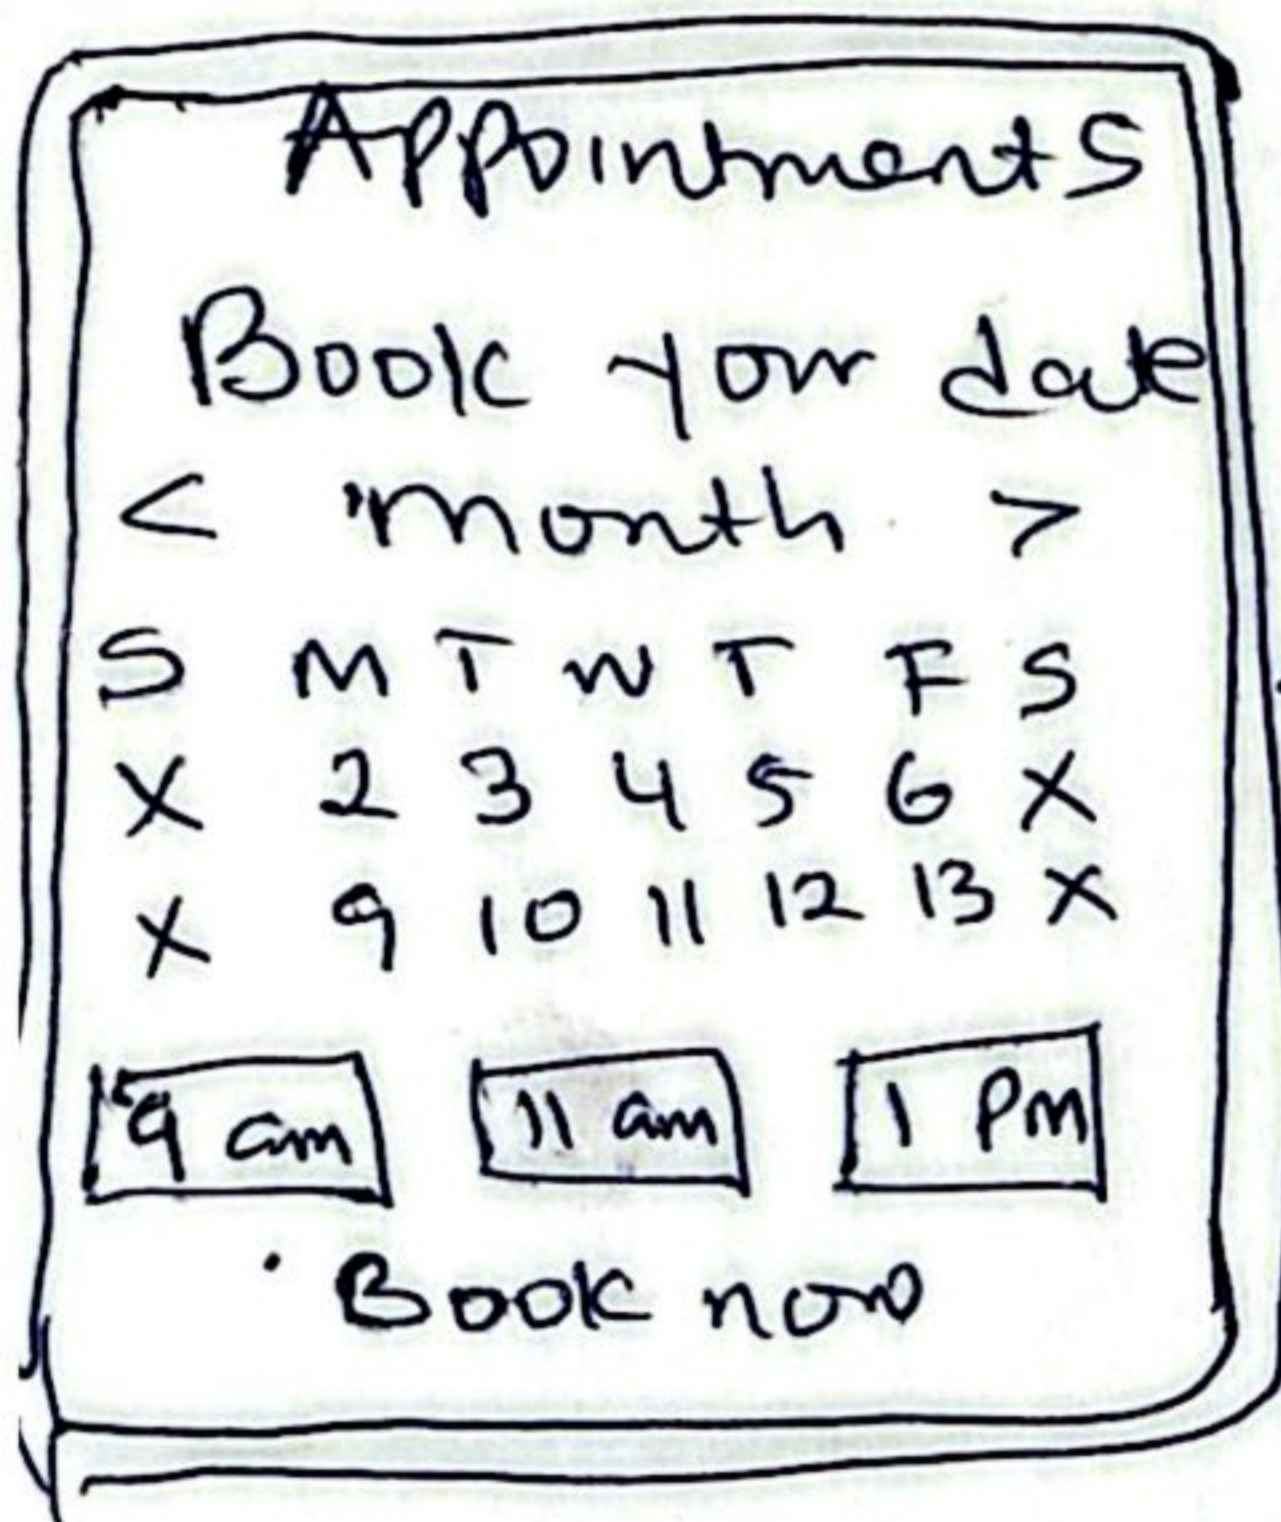 Appointments
Book your date
< month >
S M T W T F S
X 2 3 4 5 6 X
X 9 10 11 12 13 X
9 am 11 am 1 Pm
Book now